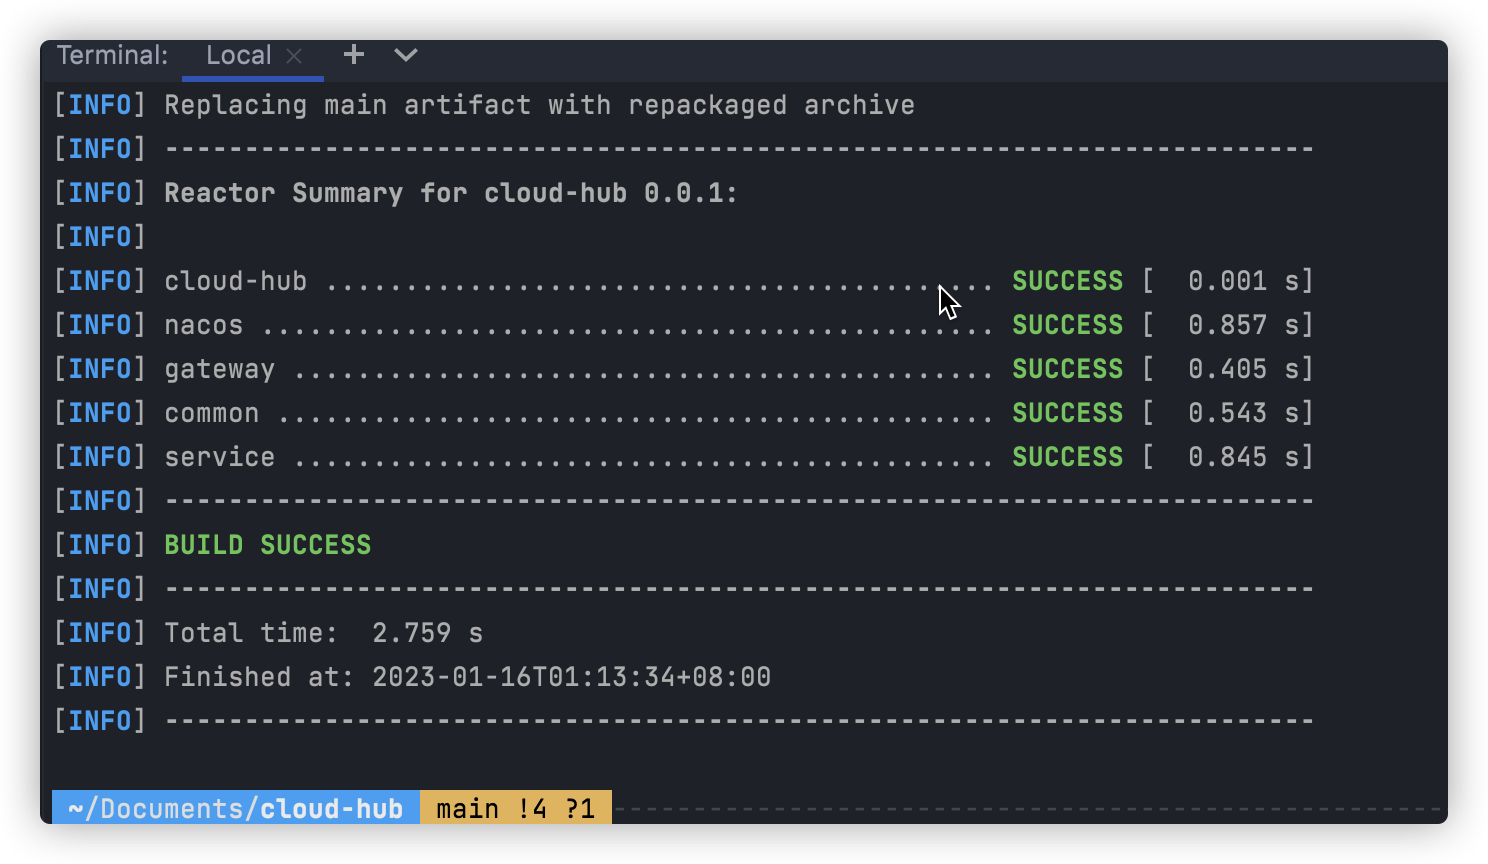 Terminal: Local × + 
[INFO] Replacing main artifact with repackaged archive
[INFO] ------------------------------------------------------------------------
[INFO] Reactor Summary for cloud-hub 0.0.1:
[INFO]
[INFO] cloud-hub .......................................... SUCCESS [  0.001 s]
[INFO] nacos .............................................. SUCCESS [  0.857 s]
[INFO] gateway ............................................ SUCCESS [  0.405 s]
[INFO] common ............................................. SUCCESS [  0.543 s]
[INFO] service ............................................ SUCCESS [  0.845 s]
[INFO] ------------------------------------------------------------------------
[INFO] BUILD SUCCESS
[INFO] ------------------------------------------------------------------------
[INFO] Total time:  2.759 s
[INFO] Finished at: 2023-01-16T01:13:34+08:00
[INFO] ------------------------------------------------------------------------
~/Documents/cloud-hub main !4 ?1